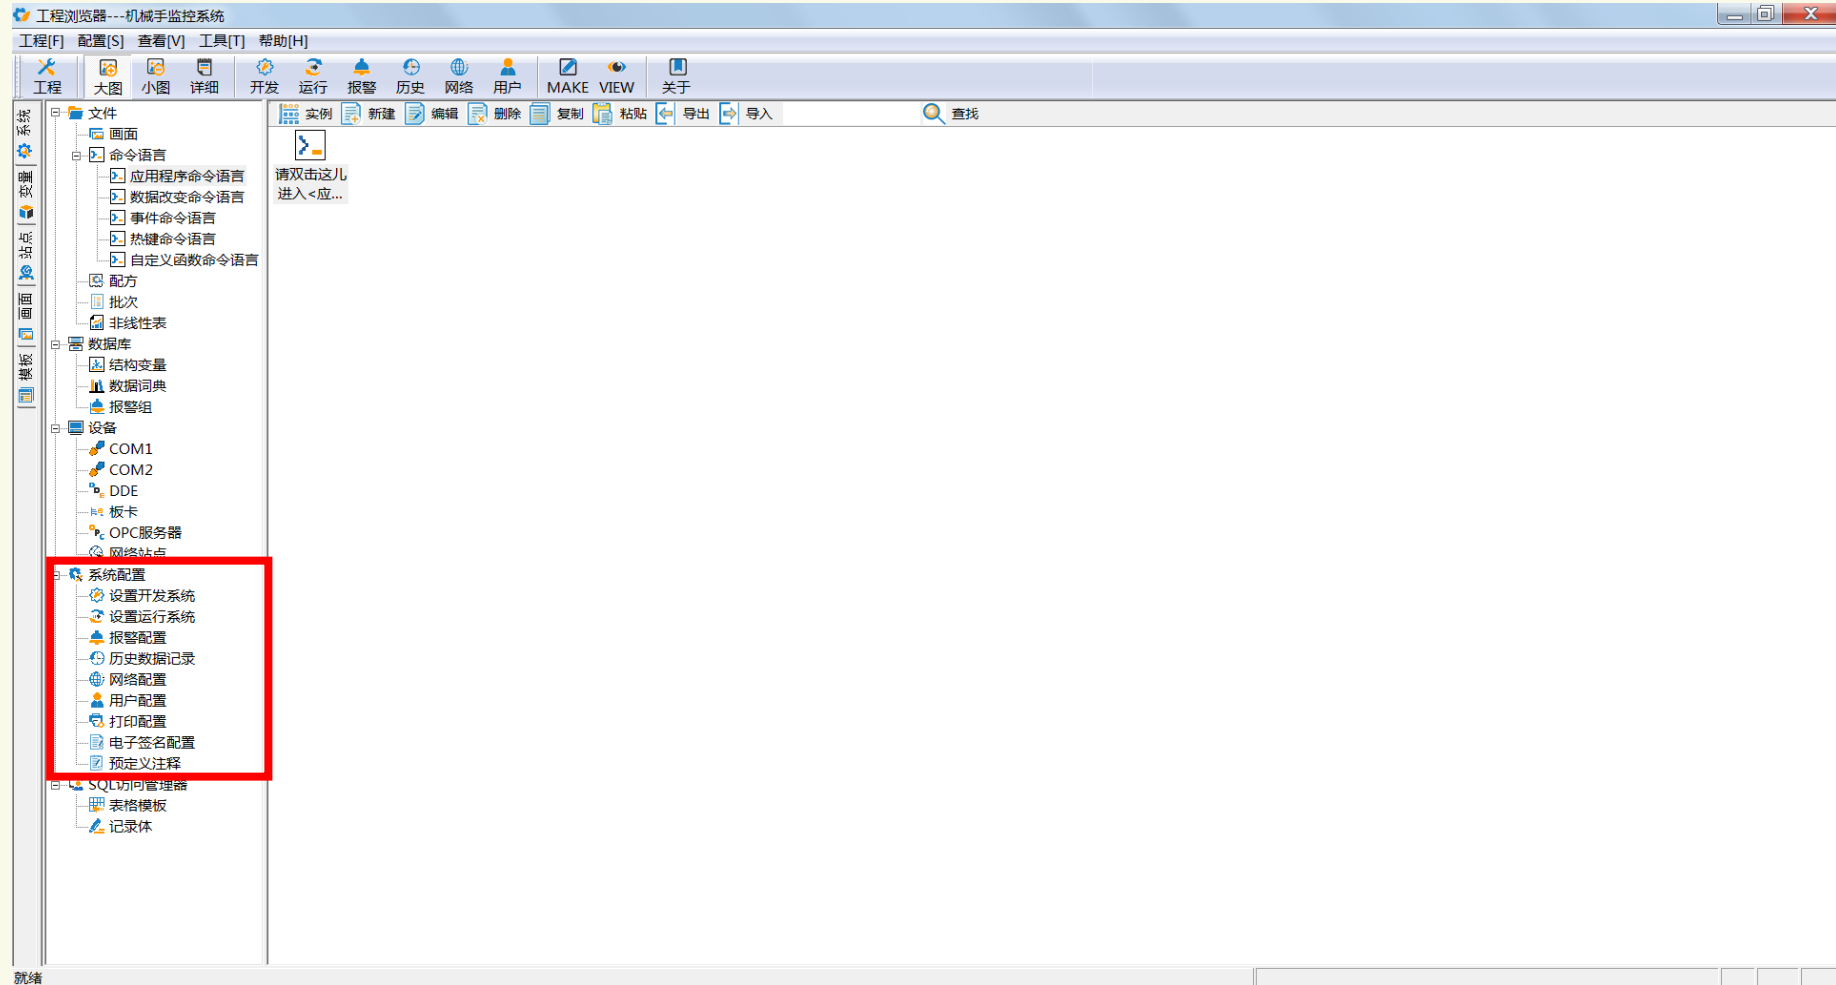 工程浏览器---机械手监控系统
工程[F] 配置[S] 查看[V] 工具[T] 帮助[H]
工程 大图 小图 详细 开发 运行 报警 历史 网络 用户 MAKE VIEW 关于
实例 新建 编辑 删除 复制 粘贴 导出 导入 查找
系统
变量
站点
画面
模板
文件
画面
命令语言
应用程序命令语言
数据改变命令语言
事件命令语言
热键命令语言
自定义函数命令语言
配方
批次
非线性表
数据库
结构变量
数据词典
报警组
设备
COM1
COM2
DDE
板卡
OPC服务器
网络站点
系统配置
设置开发系统
设置运行系统
报警配置
历史数据记录
网络配置
用户配置
打印配置
电子签名配置
预定义注释
SQL访问管理器
表格模板
记录体
请双击这儿
进入<应...
就绪